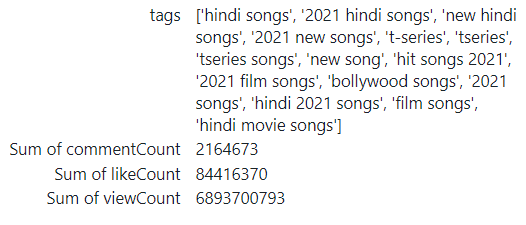 tags ['hindi songs', '2021 hindi songs', 'new hindi
songs', '2021 new songs', 't-series', 'tseries',
'tseries songs', 'new song', 'hit songs 2021',
'2021 film songs', 'bollywood songs', '2021
songs', 'hindi 2021 songs', 'film songs',
'hindi movie songs']
Sum of commentCount 2164673
Sum of likeCount 84416370
Sum of viewCount 6893700793